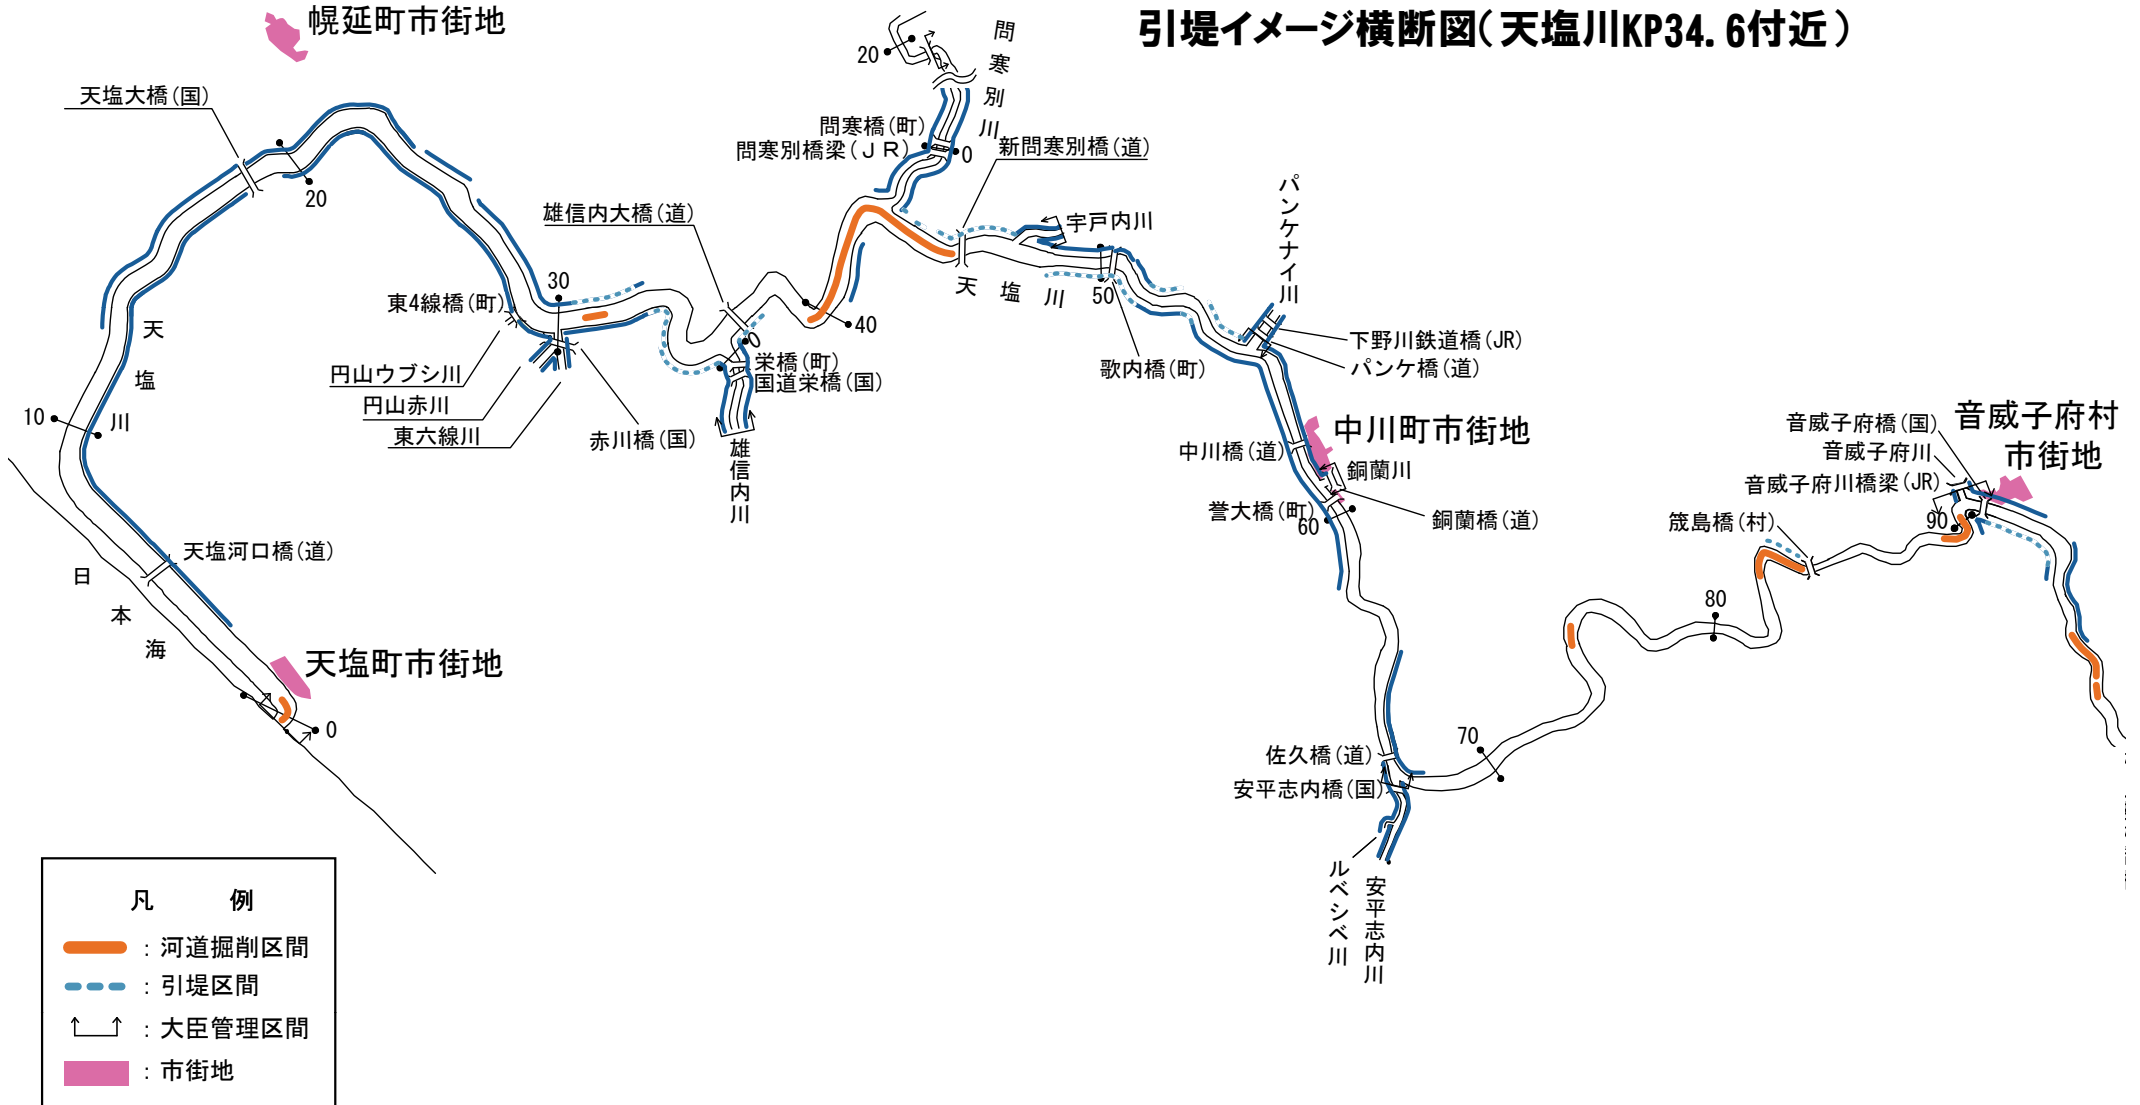 幌延町市街地
引堤イメージ横断図(天塩川KP34.6付近)
天塩大橋(国)
20
問寒別川
20
問寒橋(町)
問寒別橋梁(JR)
0
新問寒別橋(道)
雄信内大橋(道)
宇戸内川
パンケナイ川
天塩川
30
東4線橋(町)
円山ウブシ川
円山赤川
東六線川
赤川橋(国)
40
0
栄橋(町)
国道栄橋(国)
雄信内川
50
歌内橋(町)
下野川鉄道橋(JR)
パンケ橋(道)
天塩川
10
中川町市街地
中川橋(道)
銅蘭川
誉大橋(町)
60
銅蘭橋(道)
音威子府村
市街地
音威子府橋(国)
音威子府川
音威子府川橋梁(JR)
90
筬島橋(村)
80
天塩河口橋(道)
日本海
天塩町市街地
0
70
佐久橋(道)
安平志内橋(国)
ルベシベ川
安平志内川
凡例
:河道掘削区間
:引堤区間
:大臣管理区間
:市街地